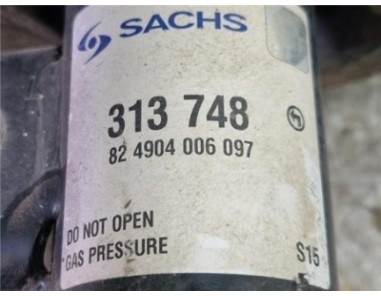 SACHS
313 748
82 4904 006 097
DO NOT OPEN
GAS PRESSURE S15